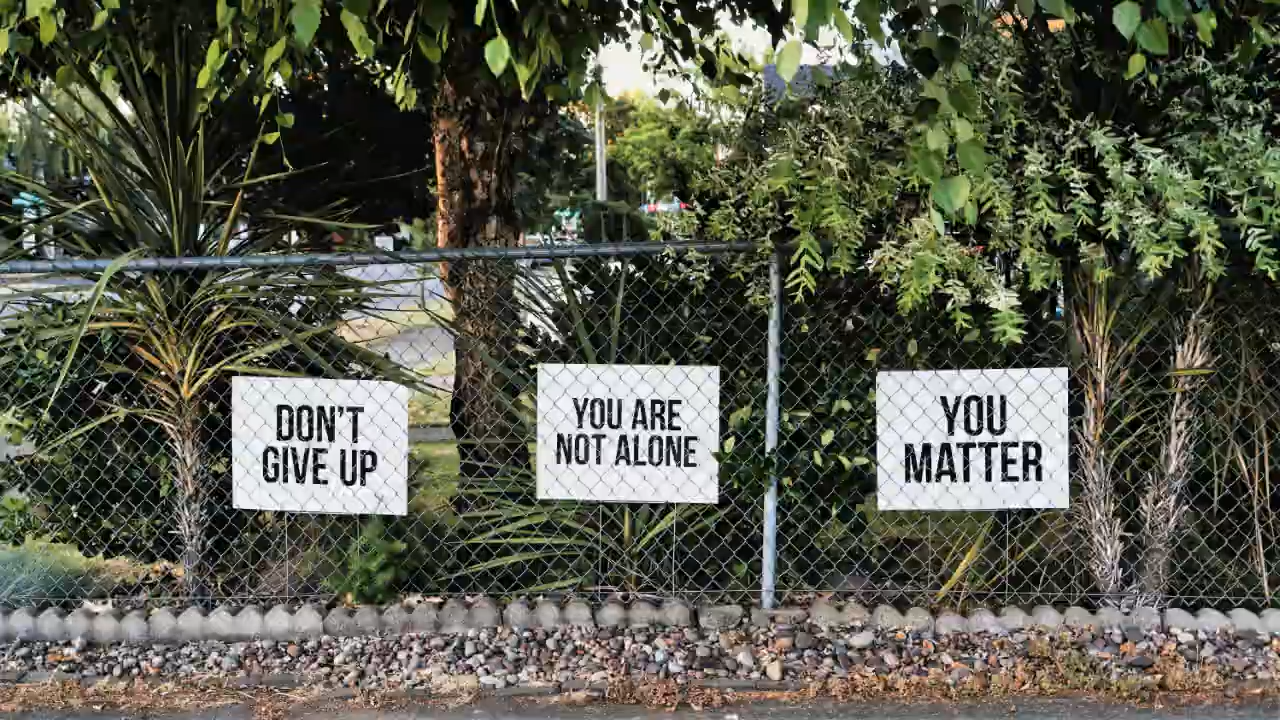 DON'T
GIVE UP
YOU ARE
NOT ALONE
YOU
MATTER